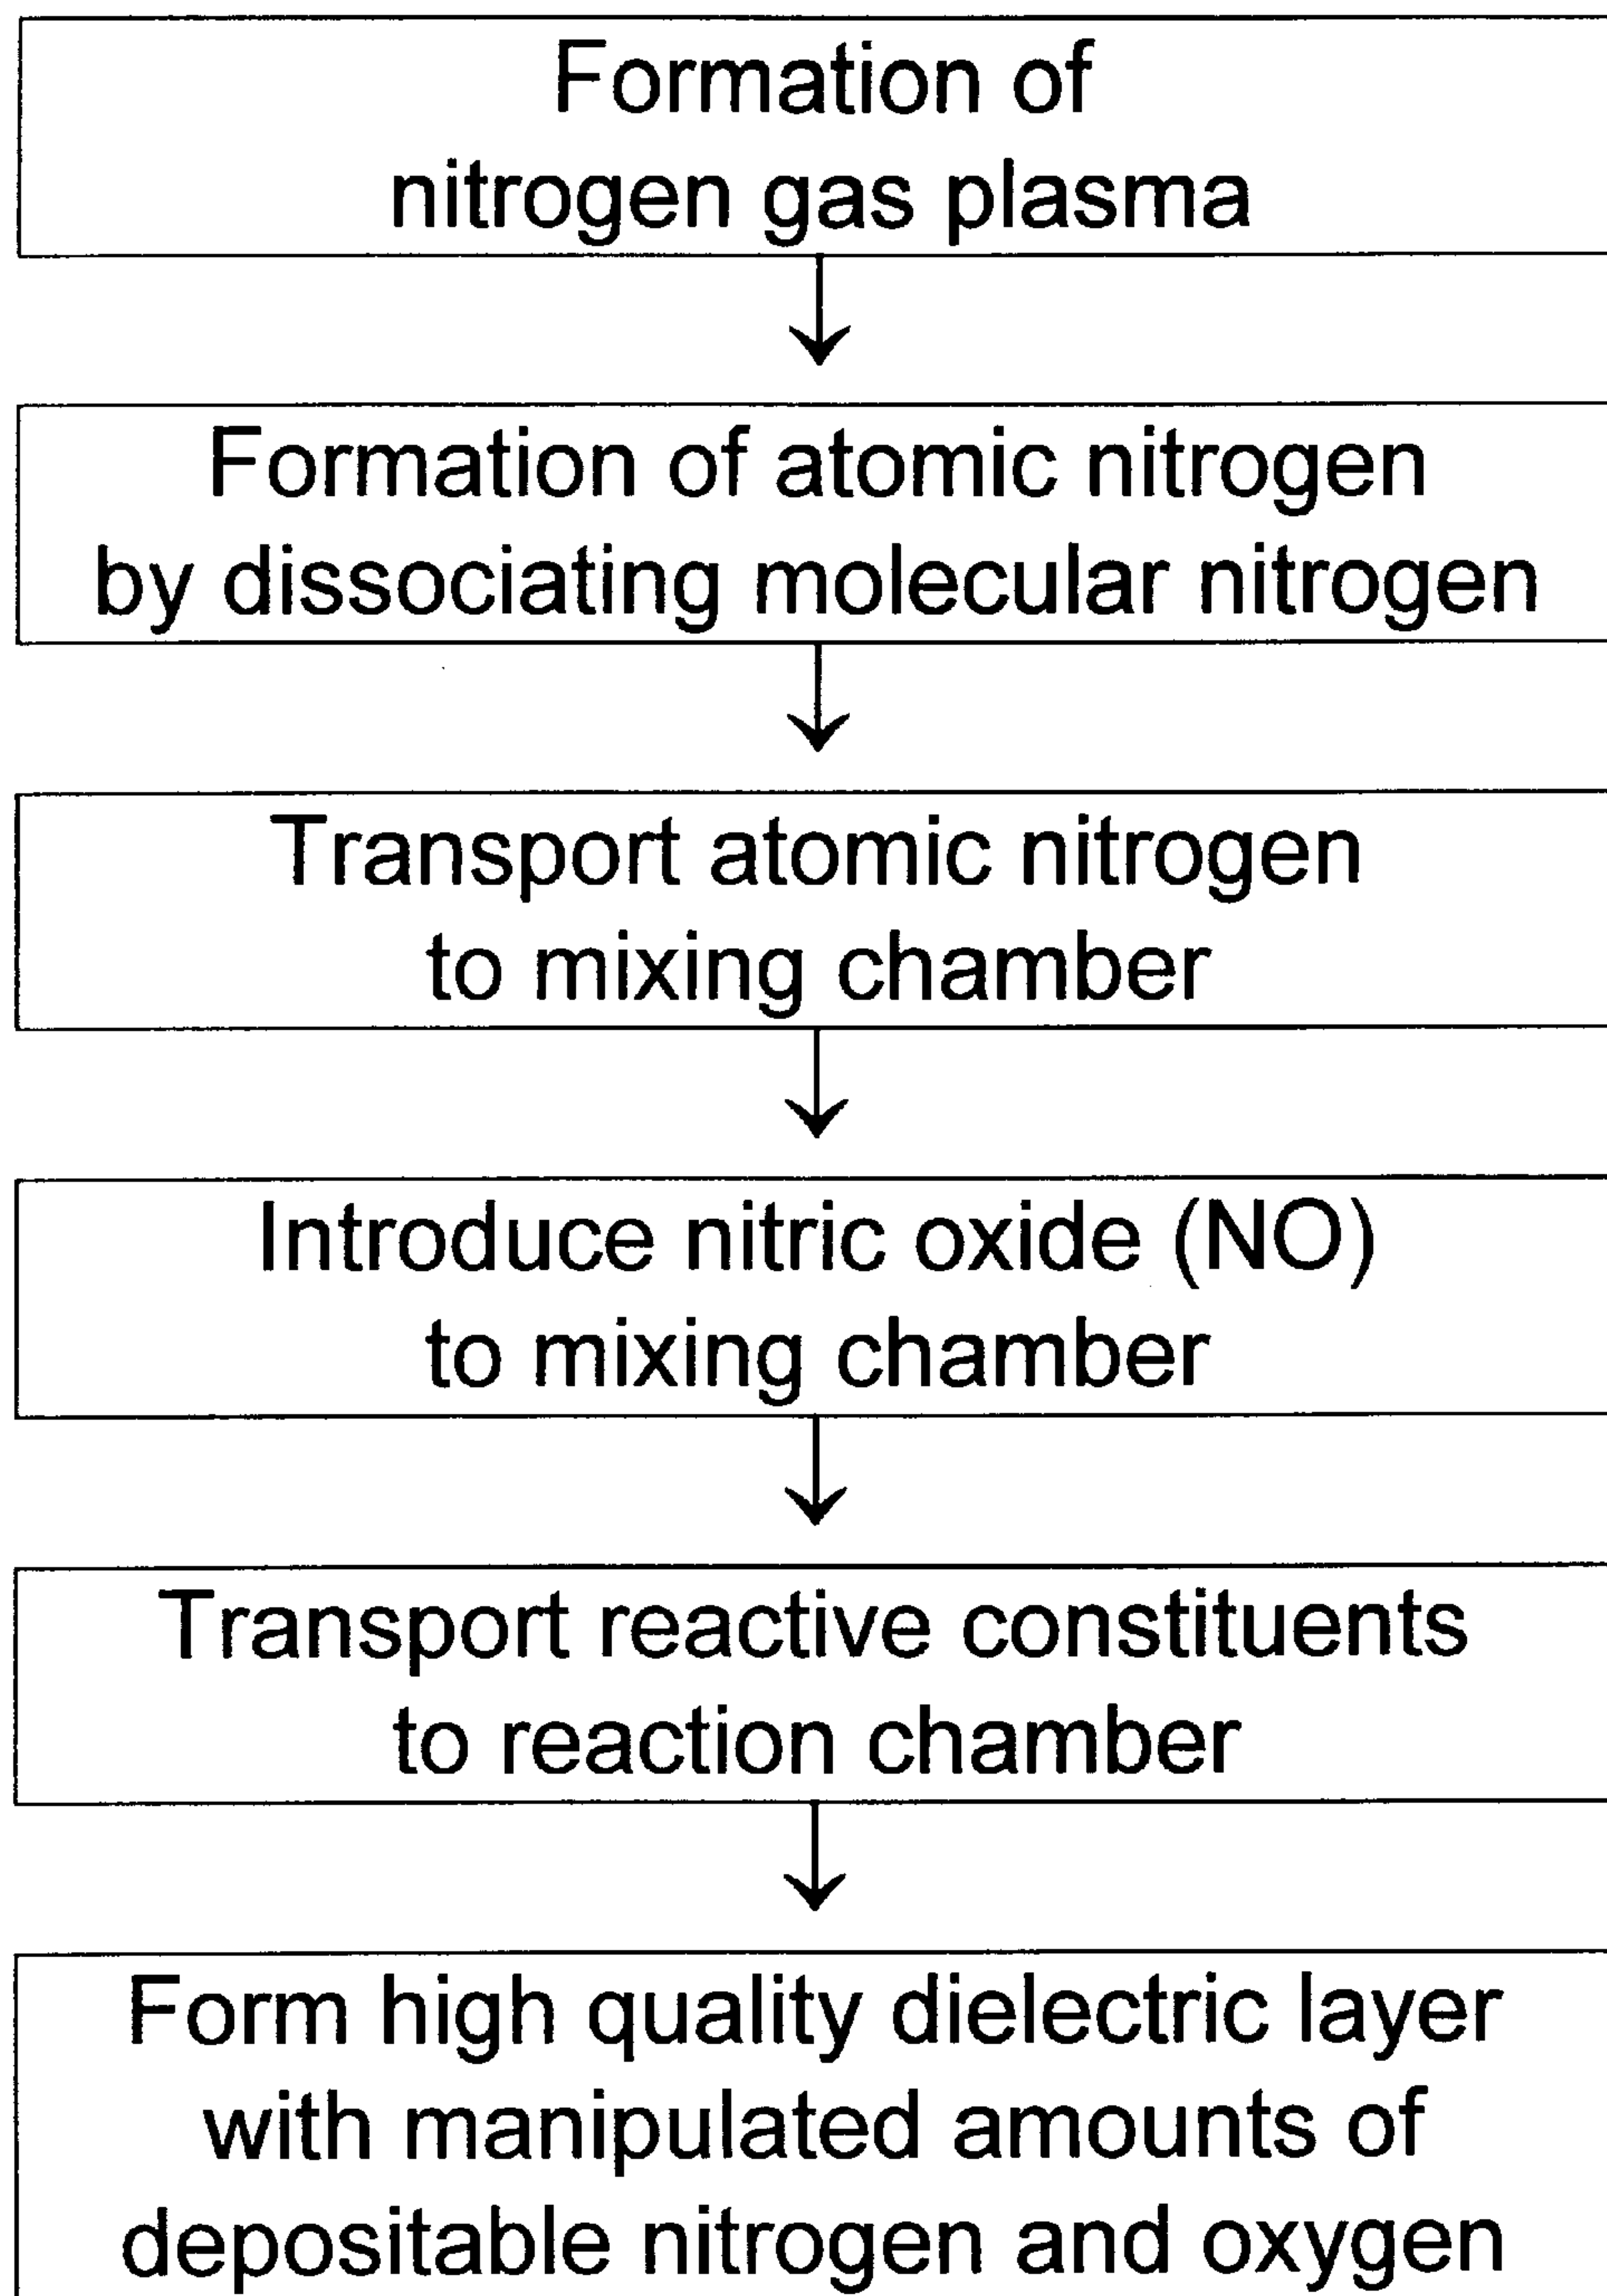 Formation of
nitrogen gas plasma
Formation of atomic nitrogen
by dissociating molecular nitrogen
Transport atomic nitrogen
to mixing chamber
Introduce nitric oxide (NO)
to mixing chamber
Transport reactive constituents
to reaction chamber
Form high quality dielectric layer
with manipulated amounts of
depositable nitrogen and oxygen